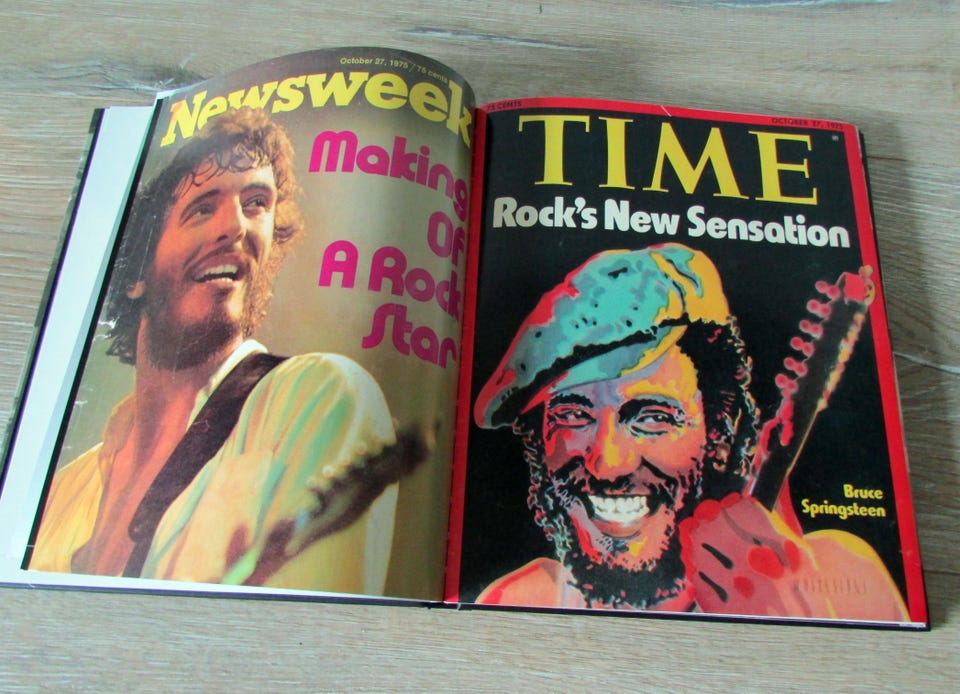 October 27, 1975 / 75 cents
Newsweek
Making
Of
A Rock
Star
75 CENTS
OCTOBER 27, 1975
TIME
Rock's New Sensation
Bruce
Springsteen